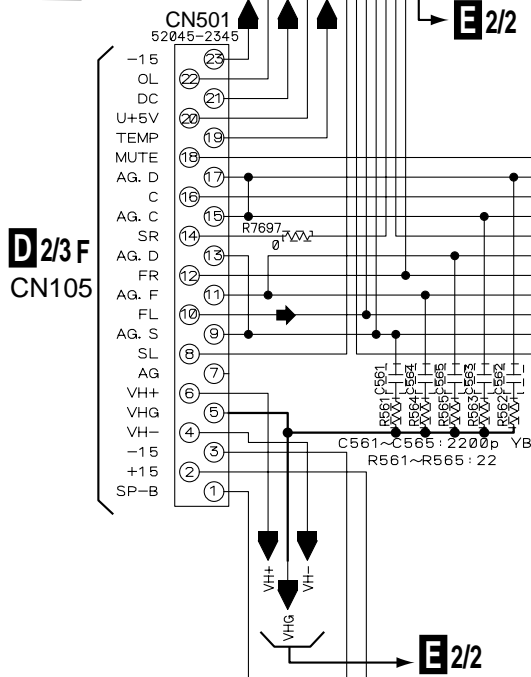 CN501
52045-2345
E 2/2
-15 23
OL 22
DC 21
U+5V 20
TEMP 19
MUTE 18
AG. D 17
C 16
AG. C 15
SR 14
R7697
0
AG. D 13
FR 12
AG. F 11
FL 10
AG. S 9
SL 8
AG 7
VH+ 6
VHG 5
VH- 4
-15 3
+15 2
SP-B 1
D 2/3 F
CN105
C561 C564 C565 C563 C562
R561 R564 R565 R563 R562
C561~C565:2200p YB
R561~R565:22
VH+
VHG
VH-
E 2/2